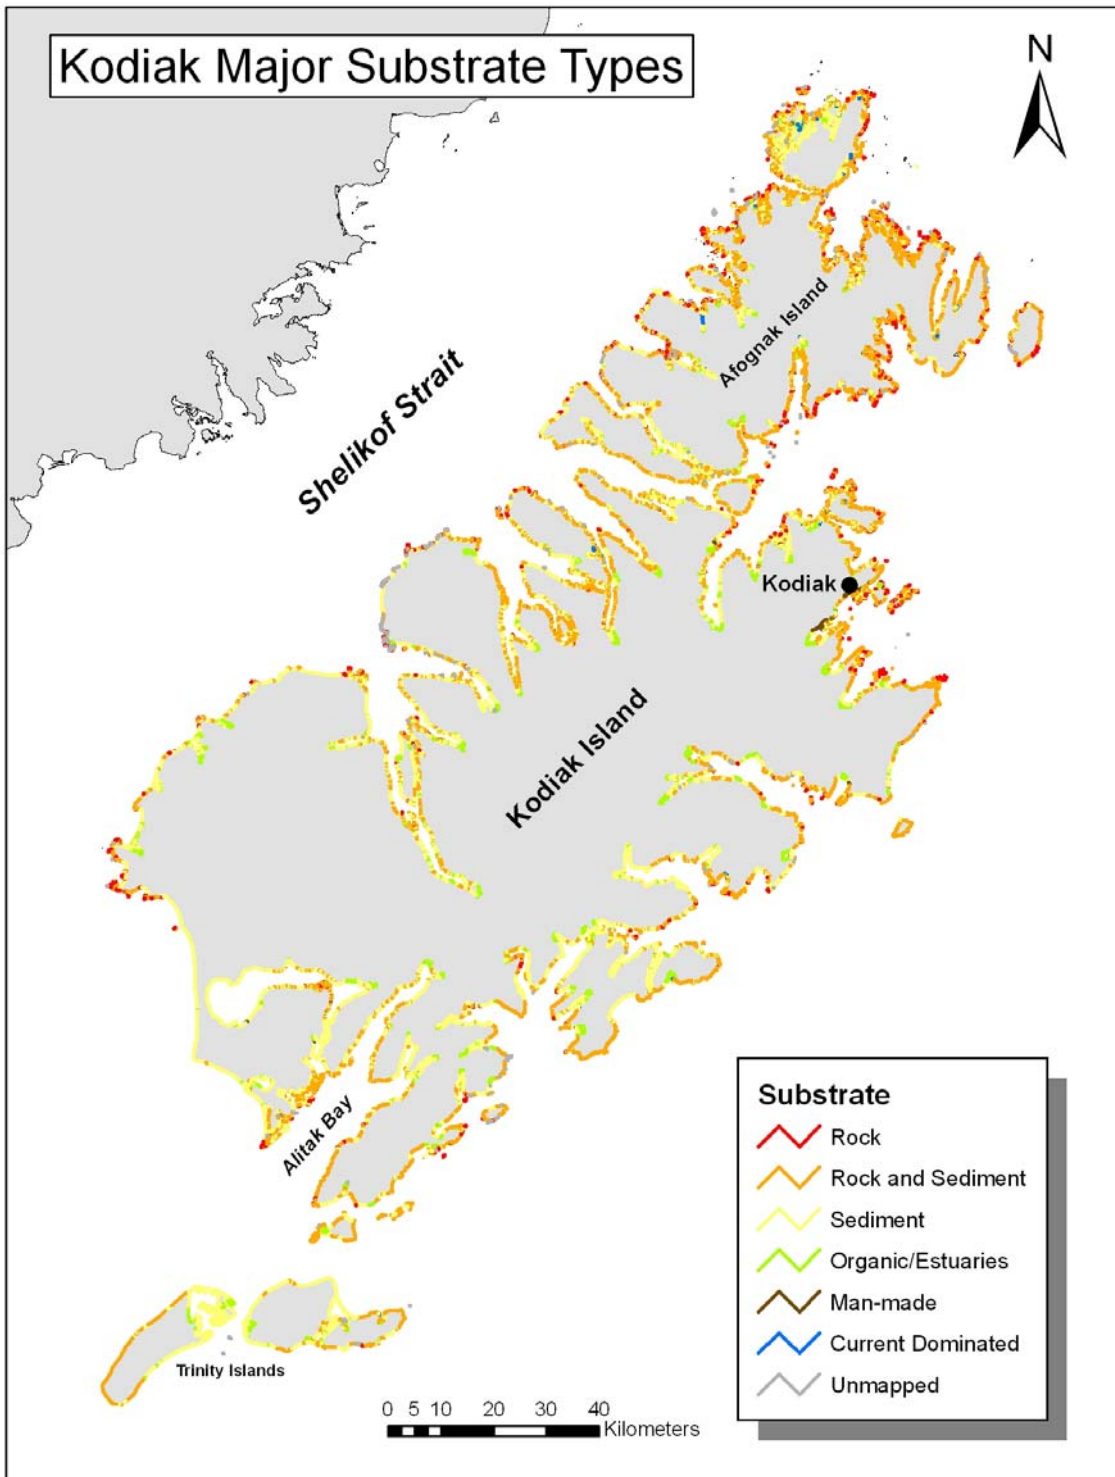 Kodiak Major Substrate Types
N
Afognak Island
Shelikof Strait
Kodiak
Kodiak Island
Alitak Bay
Trinity Islands
Substrate
Rock
Rock and Sediment
Sediment
Organic/Estuaries
Man-made
Current Dominated
Unmapped
0 5 10 20 30 40
Kilometers